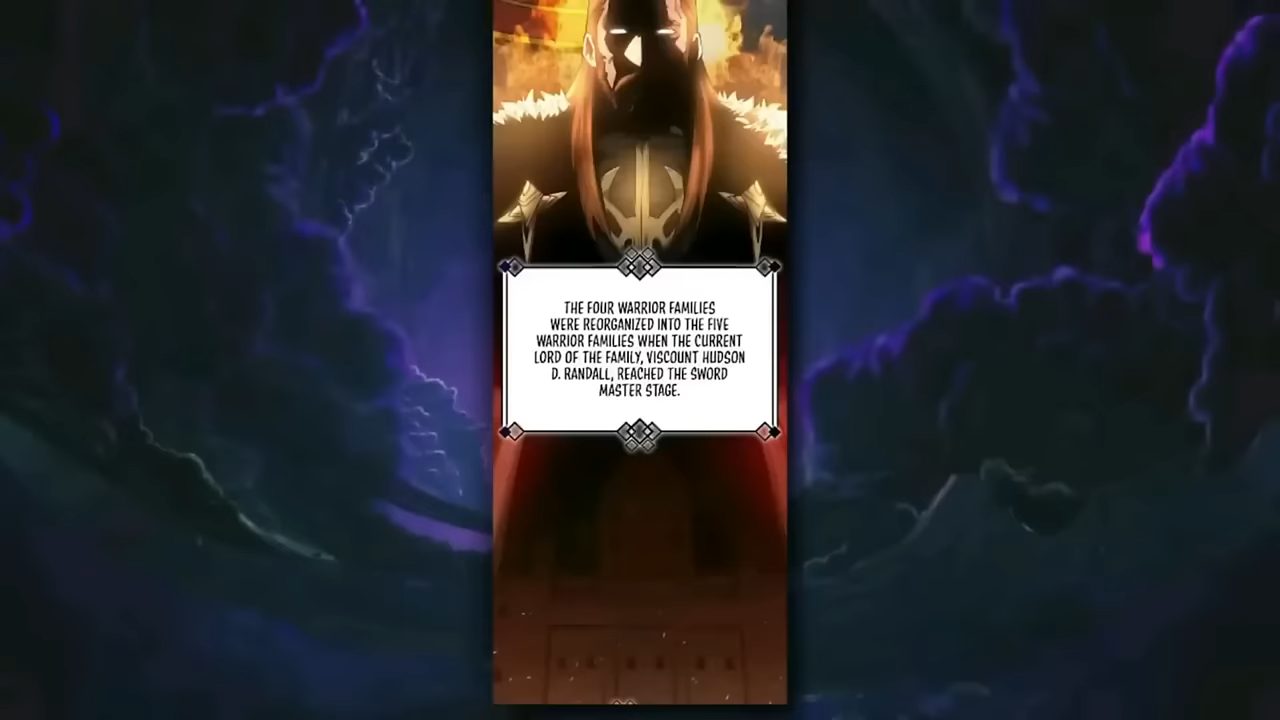 THE FOUR WARRIOR FAMILIES
WERE REORGANIZED INTO THE FIVE
WARRIOR FAMILIES WHEN THE CURRENT
LORD OF THE FAMILY, VISCOUNT HUDSON
D. RANDALL, REACHED THE SWORD
MASTER STAGE.